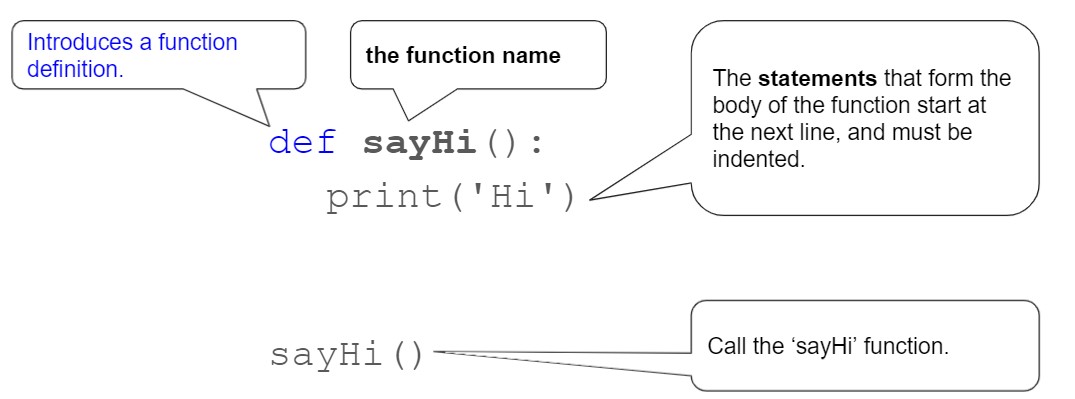 Introduces a function
definition.
the function name
The statements that form the
body of the function start at
the next line, and must be
indented.
def sayHi():
print('Hi')
sayHi()
Call the ‘sayHi’ function.